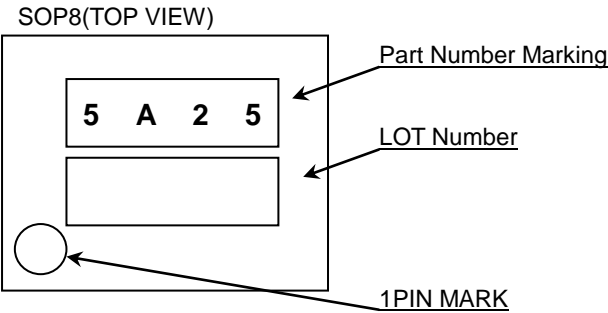 SOP8(TOP VIEW)
Part Number Marking
5 A 2 5
LOT Number
1PIN MARK